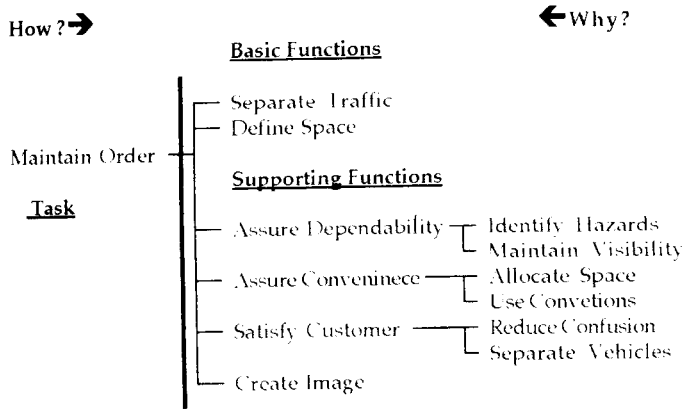 How?
Why?
Basic Functions
Separate Traffic
Define Space
Maintain Order
Supporting Functions
Task
Assure Dependability
Identify Hazards
Maintain Visibility
Assure Conveninece
Allocate Space
Use Convetions
Satisfy Customer
Reduce Confusion
Separate Vehicles
Create Image